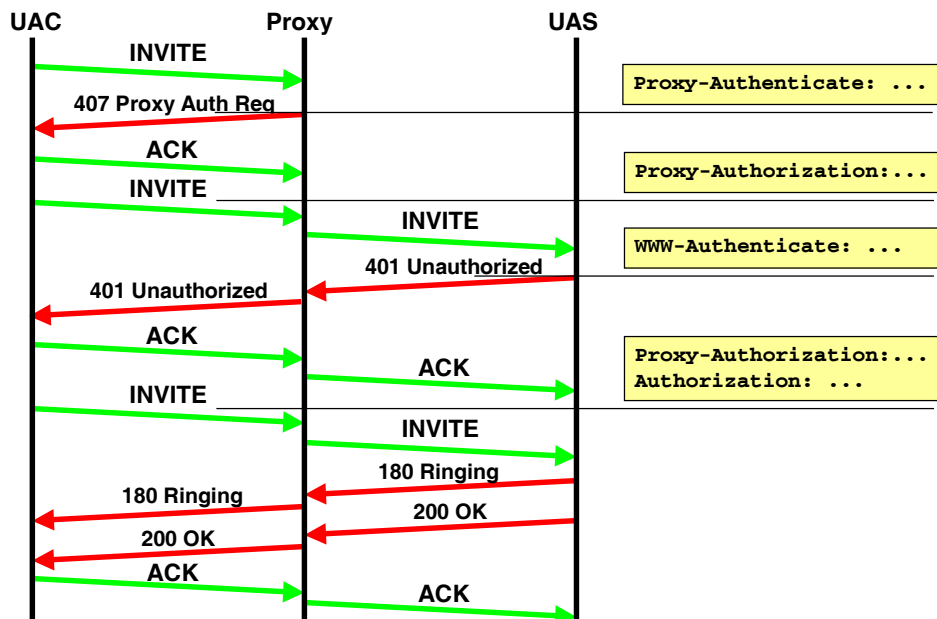 UAC Proxy UAS
INVITE
Proxy-Authenticate: ...
407 Proxy Auth Req
ACK
Proxy-Authorization:...
INVITE
INVITE
WWW-Authenticate: ...
401 Unauthorized
401 Unauthorized
ACK
Proxy-Authorization:...
Authorization: ...
ACK
INVITE
INVITE
180 Ringing
180 Ringing
200 OK
200 OK
ACK
ACK